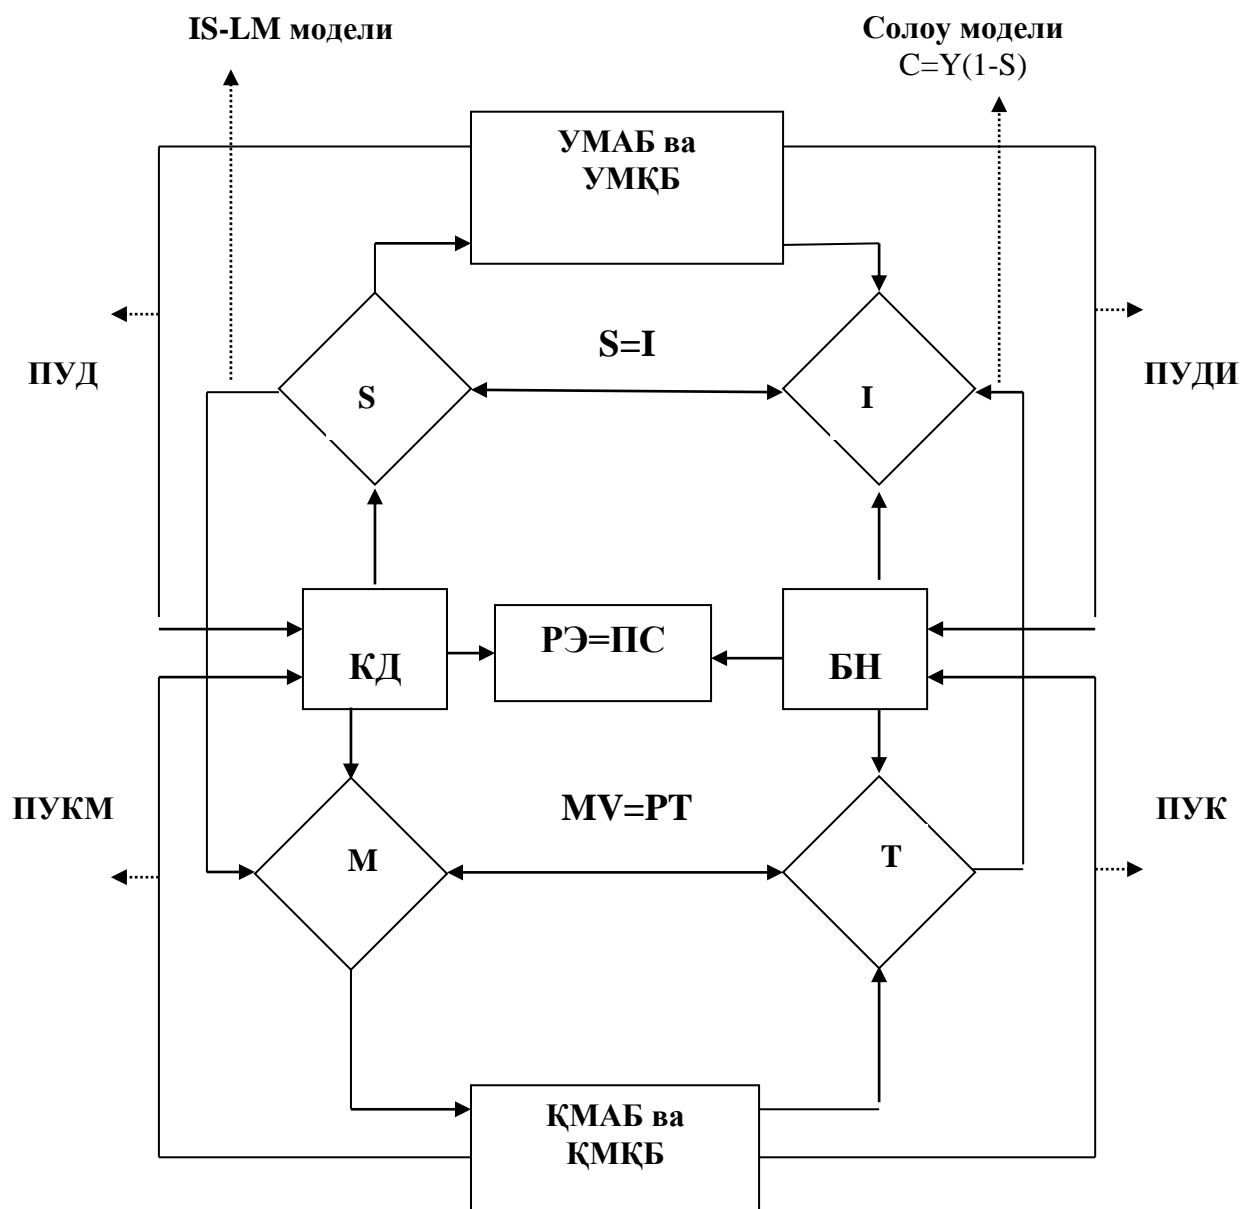 IS-LM модели
Солоу модели
C=Y(1-S)
УМАБ ва
УМҚБ
S=I
ПУД
ПУДИ
S
I
РЭ=ПС
КД
БН
MV=PT
ПУКМ
ПУК
М
Т
ҚМАБ ва
ҚМҚБ